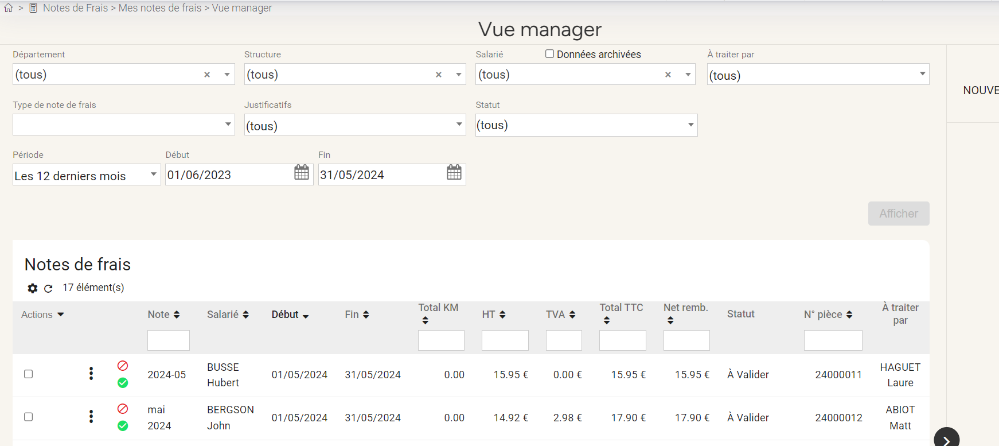 > Notes de Frais > Mes notes de frais > Vue manager
Vue manager
Département
Structure
Salarié
Données archivées
À traiter par
(tous)
(tous)
(tous)
(tous)
NOUVE
Type de note de frais
Justificatifs
Statut
(tous)
(tous)
Période
Début
Fin
Les 12 derniers mois
01/06/2023
31/05/2024
Afficher
Notes de frais
17 élément(s)
Actions
Note
Salarié
Début
Fin
Total KM
HT
TVA
Total TTC
Net remb.
Statut
N° pièce
À traiter
par
2024-05
BUSSE
Hubert
01/05/2024
31/05/2024
0.00
15.95 €
0.00 €
15.95 €
15.95 €
À Valider
24000011
HAGUET
Laure
mai
2024
BERGSON
John
01/05/2024
31/05/2024
0.00
14.92 €
2.98 €
17.90 €
17.90 €
À Valider
24000012
ABIOT
Matt